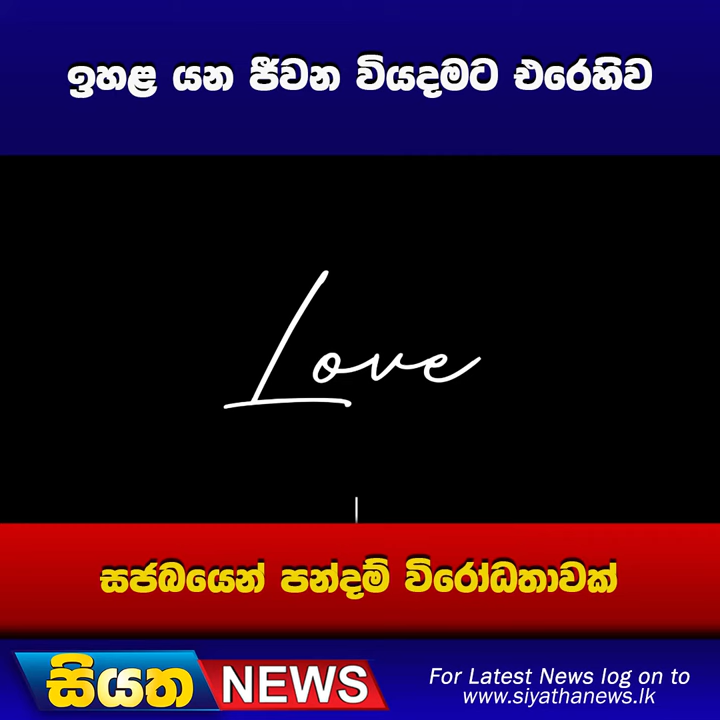 ඉහළ යන ජීවන වියදමට එරෙහිව
Love
සජබයෙන් පන්දම් විරෝධතාවක්
සියත NEWS
For Latest News log on to
www.siyathanews.lk